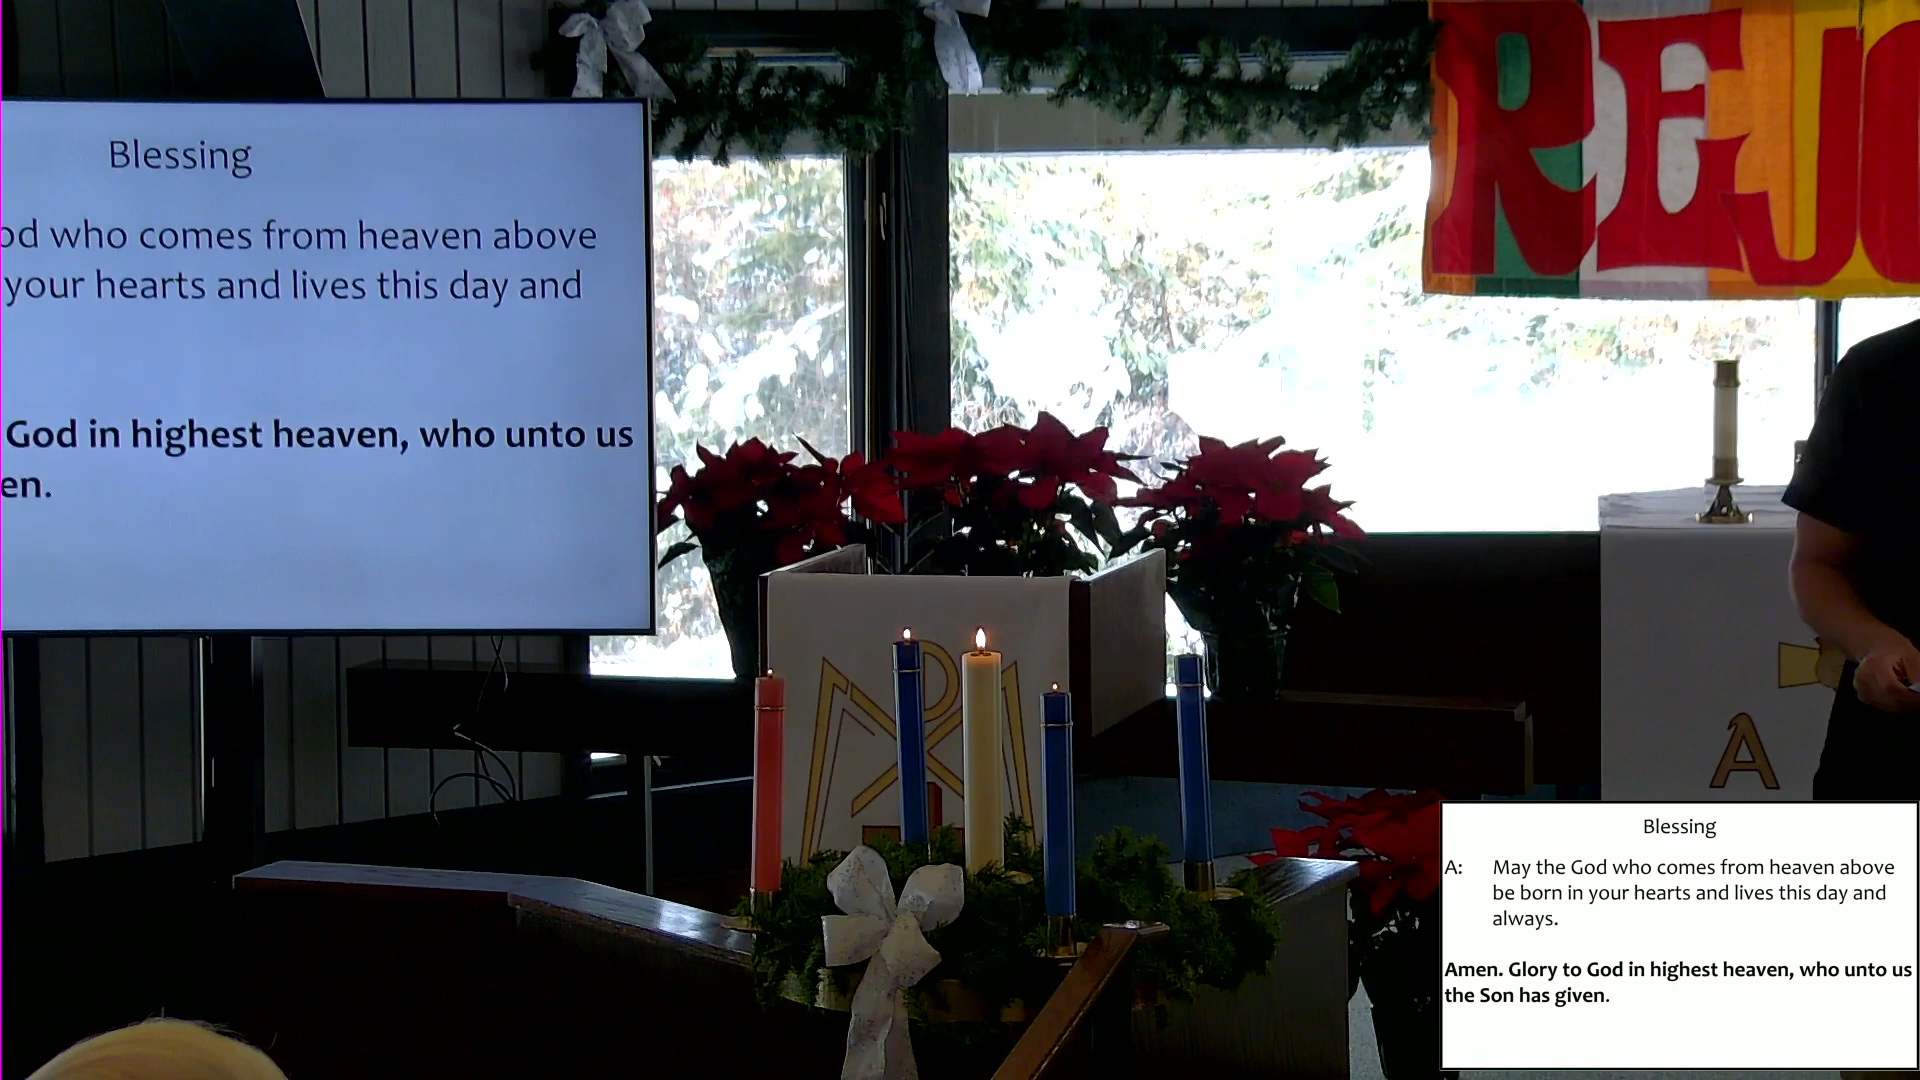 Blessing
od who comes from heaven above
your hearts and lives this day and
God in highest heaven, who unto us
en.
REJO
A
Blessing
A: May the God who comes from heaven above
be born in your hearts and lives this day and
always.
Amen. Glory to God in highest heaven, who unto us
the Son has given.